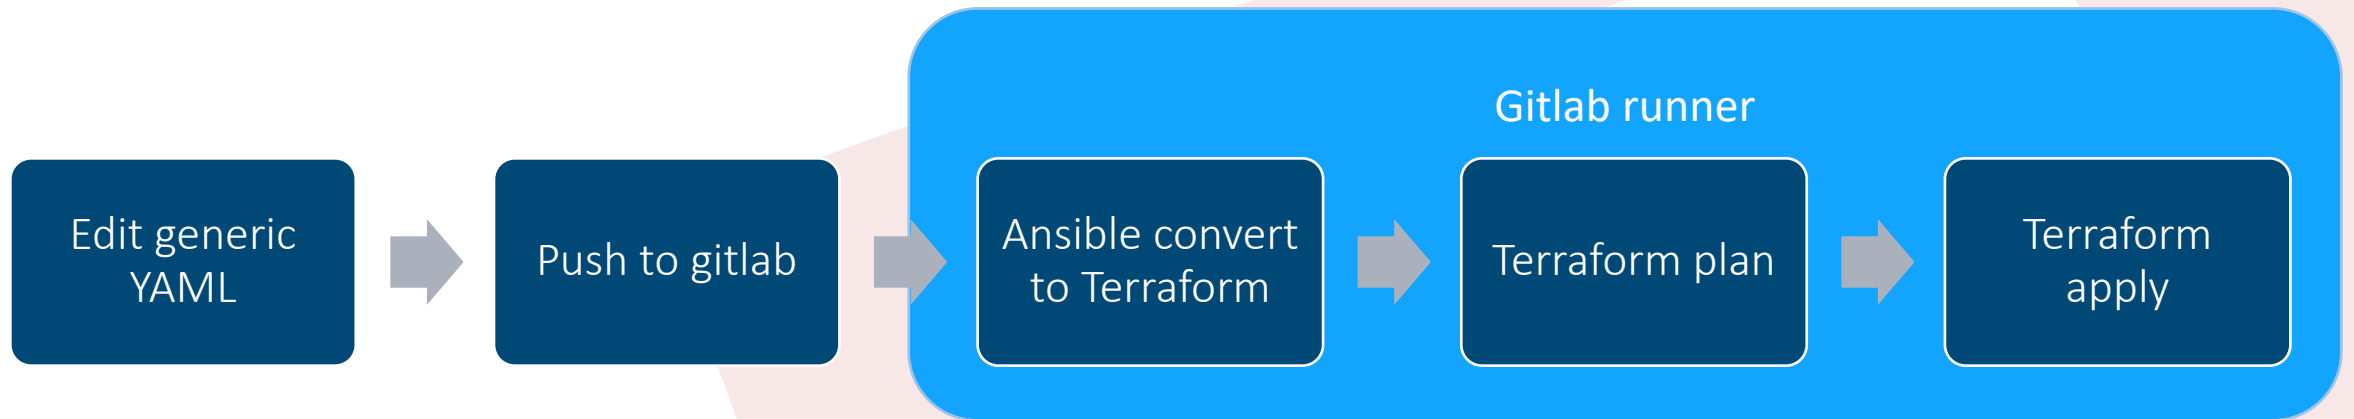 Gitlab runner
Edit generic
YAML
Push to gitlab
Ansible convert
to Terraform
Terraform plan
Terraform
apply